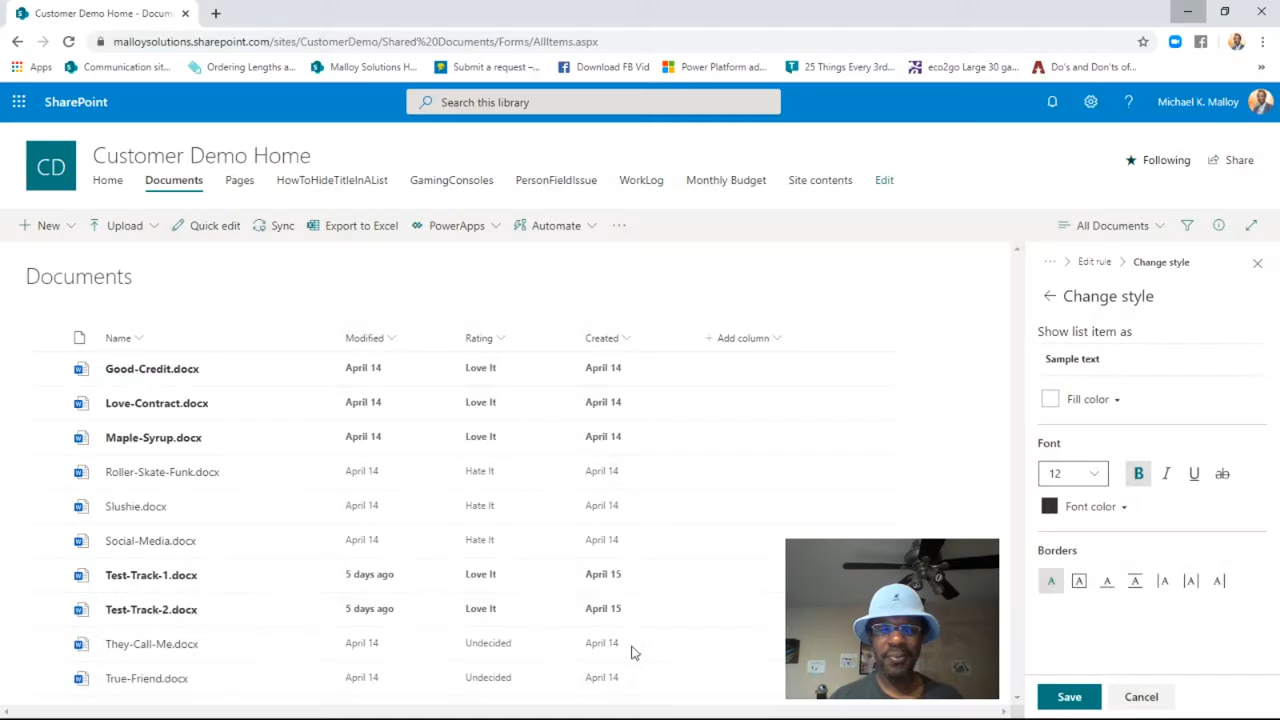 Customer Demo Home - Docum
malloysolutions.sharepoint.com/sites/CustomerDemo/Shared%20Documents/Forms/AllItems.aspx
Apps Communication sit... Ordering Lengths a... Malloy Solutions H... Submit a request –... Download FB Vid Power Platform ad... 25 Things Every 3rd... eco2go Large 30 ga... Do's and Don'ts of... »
SharePoint Search this library ? Michael K. Malloy
CD Customer Demo Home Following Share
Home Documents Pages HowToHideTitleInAList GamingConsoles PersonFieldIssue WorkLog Monthly Budget Site contents Edit
New Upload Quick edit Sync Export to Excel PowerApps Automate ... All Documents
... > Edit rule > Change style
Documents
Change style
Show list item as
Name Modified Rating Created + Add column
Sample text
Good-Credit.docx April 14 Love It April 14
Fill color
Love-Contract.docx April 14 Love It April 14
Maple-Syrup.docx April 14 Love It April 14
Font
Roller-Skate-Funk.docx April 14 Hate It April 14
12 B I U ab
Slushie.docx April 14 Hate It April 14
Font color
Social-Media.docx April 14 Hate It April 14
Borders
Test-Track-1.docx 5 days ago Love It April 15
A A A A A A A
Test-Track-2.docx 5 days ago Love It April 15
They-Call-Me.docx April 14 Undecided April 14
True-Friend.docx April 14 Undecided April 14
Save Cancel